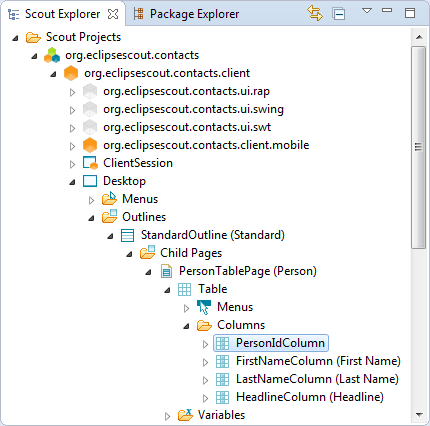 Scout Explorer Package Explorer
Scout Projects
org.eclipsescout.contacts
org.eclipsescout.contacts.client
org.eclipsescout.contacts.ui.rap
org.eclipsescout.contacts.ui.swing
org.eclipsescout.contacts.ui.swt
org.eclipsescout.contacts.client.mobile
ClientSession
Desktop
Menus
Outlines
StandardOutline (Standard)
Child Pages
PersonTablePage (Person)
Table
Menus
Columns
PersonIdColumn
FirstNameColumn (First Name)
LastNameColumn (Last Name)
HeadlineColumn (Headline)
Variables